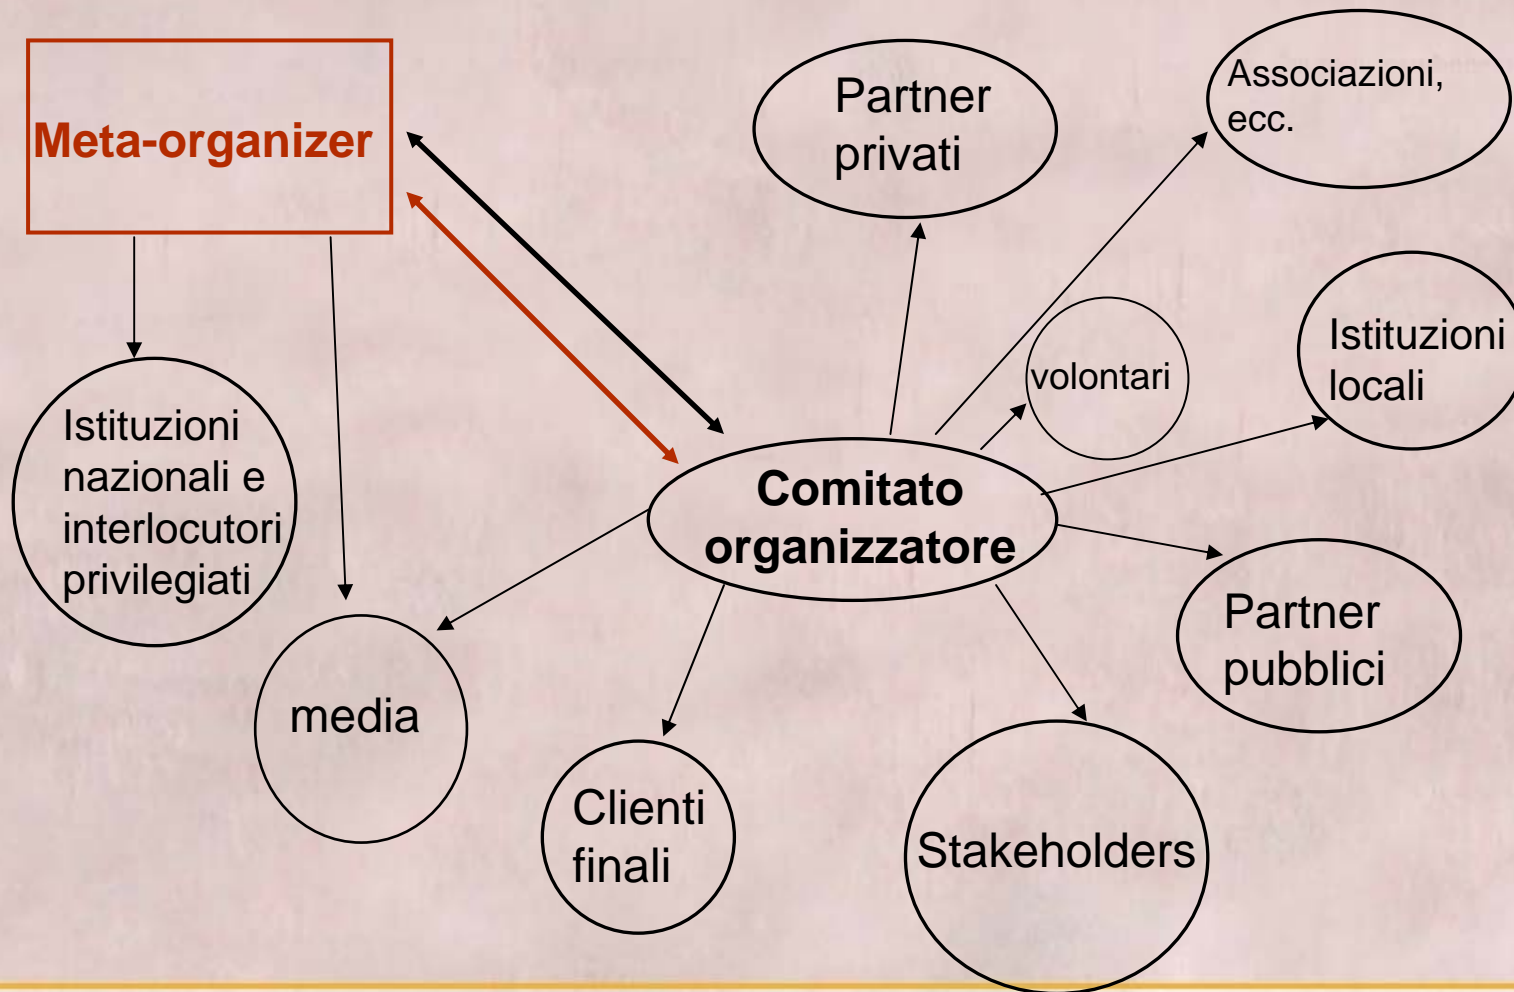 Meta-organizer
Partner
privati
Associazioni,
ecc.
volontari
Istituzioni
locali
Istituzioni
nazionali e
interlocutori
privilegiati
Comitato
organizzatore
Partner
pubblici
media
Clienti
finali
Stakeholders